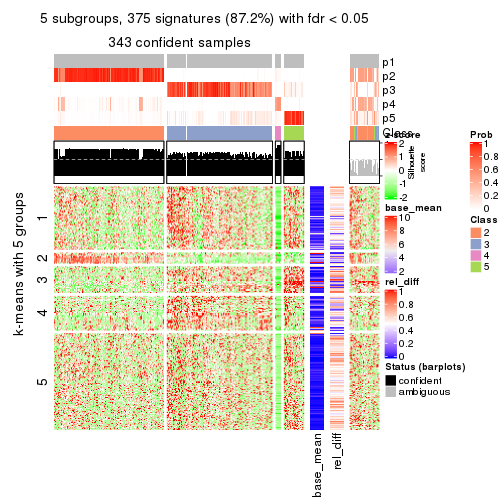 5 subgroups, 375 signatures (87.2%) with fdr < 0.05
343 confident samples
p1
p2
p3
p4
p5
Class
Silhouette
score
k-means with 5 groups
1
2
3
4
5
base_mean
rel_diff
z-score
2
1
0
-1
-2
base_mean
10
8
6
4
2
rel_diff
1
0.8
0.6
0.4
0.2
0
Status (barplots)
confident
ambiguous
Prob
1
0.8
0.6
0.4
0.2
0
Class
2
3
4
5